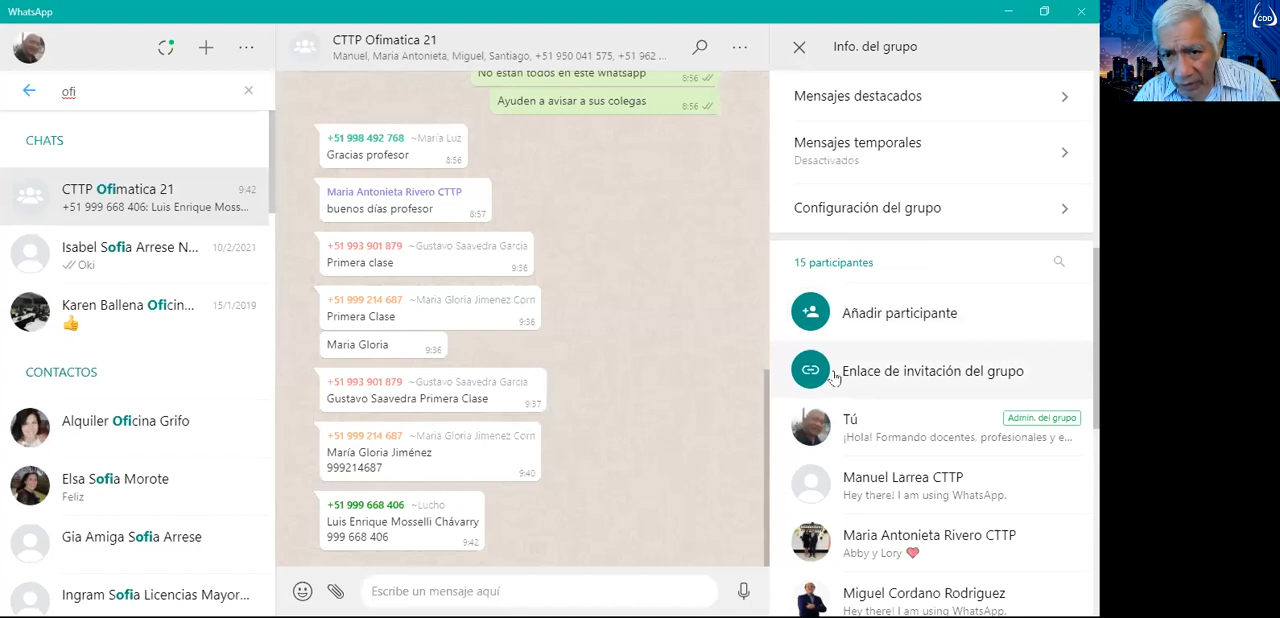 WhatsApp
ofi
CHATS
CTTP Ofimatica 21
9:42
+51 999 668 406: Luis Enrique Moss...
Isabel Sofia Arrese N...
10/2/2021
Oki
Karen Ballena Oficin...
15/1/2019
CONTACTOS
Alquiler Oficina Grifo
Elsa Sofia Morote
Feliz
Gia Amiga Sofia Arrese
Ingram Sofia Licencias Mayor...
CTTP Ofimatica 21
Manuel, Maria Antonieta, Miguel, Santiago, +51 950 041 575, +51 962 ...
No estan todos en este whatsapp
8:56
Ayuden a avisar a sus colegas
8:56
+51 998 492 768 ~María Luz
Gracias profesor
8:56
Maria Antonieta Rivero CTTP
buenos días profesor
8:57
+51 993 901 879 ~Gustavo Saavedra Garcia
Primera clase
9:36
+51 999 214 687 ~Maria Gloria Jimenez Corn
Primera Clase
9:36
Maria Gloria
9:36
+51 993 901 879 ~Gustavo Saavedra Garcia
Gustavo Saavedra Primera Clase
9:37
+51 999 214 687 ~Maria Gloria Jimenez Corn
María Gloria Jiménez
999214687
9:40
+51 999 668 406 ~Lucho
Luis Enrique Mosselli Chávarry
999 668 406
9:42
Escribe un mensaje aquí
Info. del grupo
Mensajes destacados
Mensajes temporales
Desactivados
Configuración del grupo
15 participantes
Añadir participante
Enlace de invitación del grupo
Tú
Admin. del grupo
¡Hola! Formando docentes, profesionales y e...
Manuel Larrea CTTP
Hey there! I am using WhatsApp.
Maria Antonieta Rivero CTTP
Abby y Lory
Miguel Cordano Rodriguez
Hey there! I am using WhatsApp.
CDD